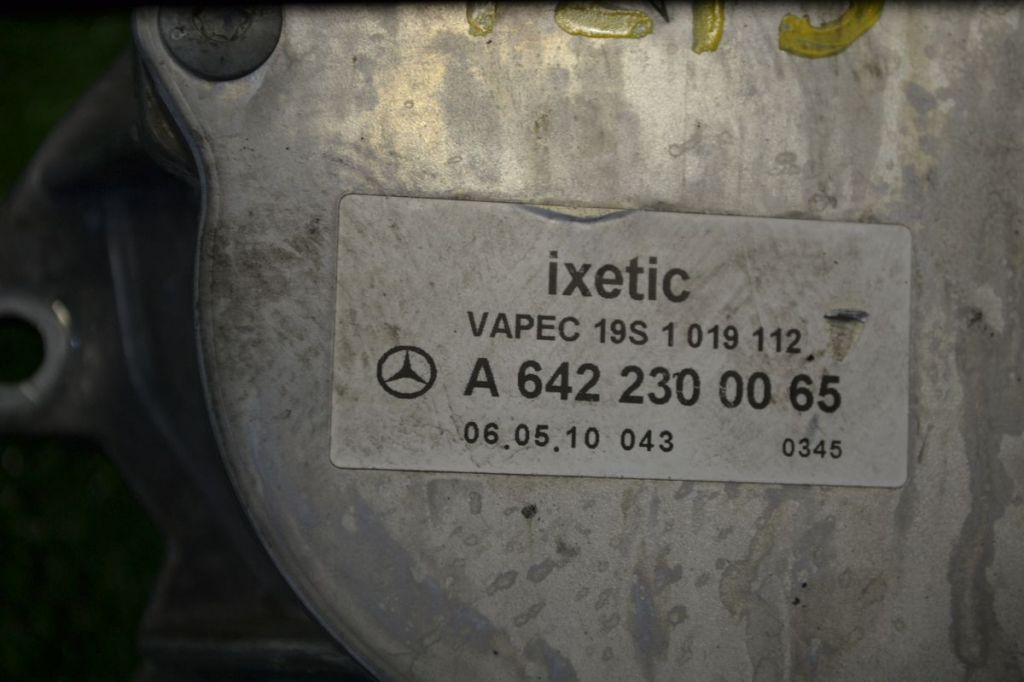 ixetic
VAPEC 19S 1 019 112.
A 642 230 00 65
06.05.10 043 0345